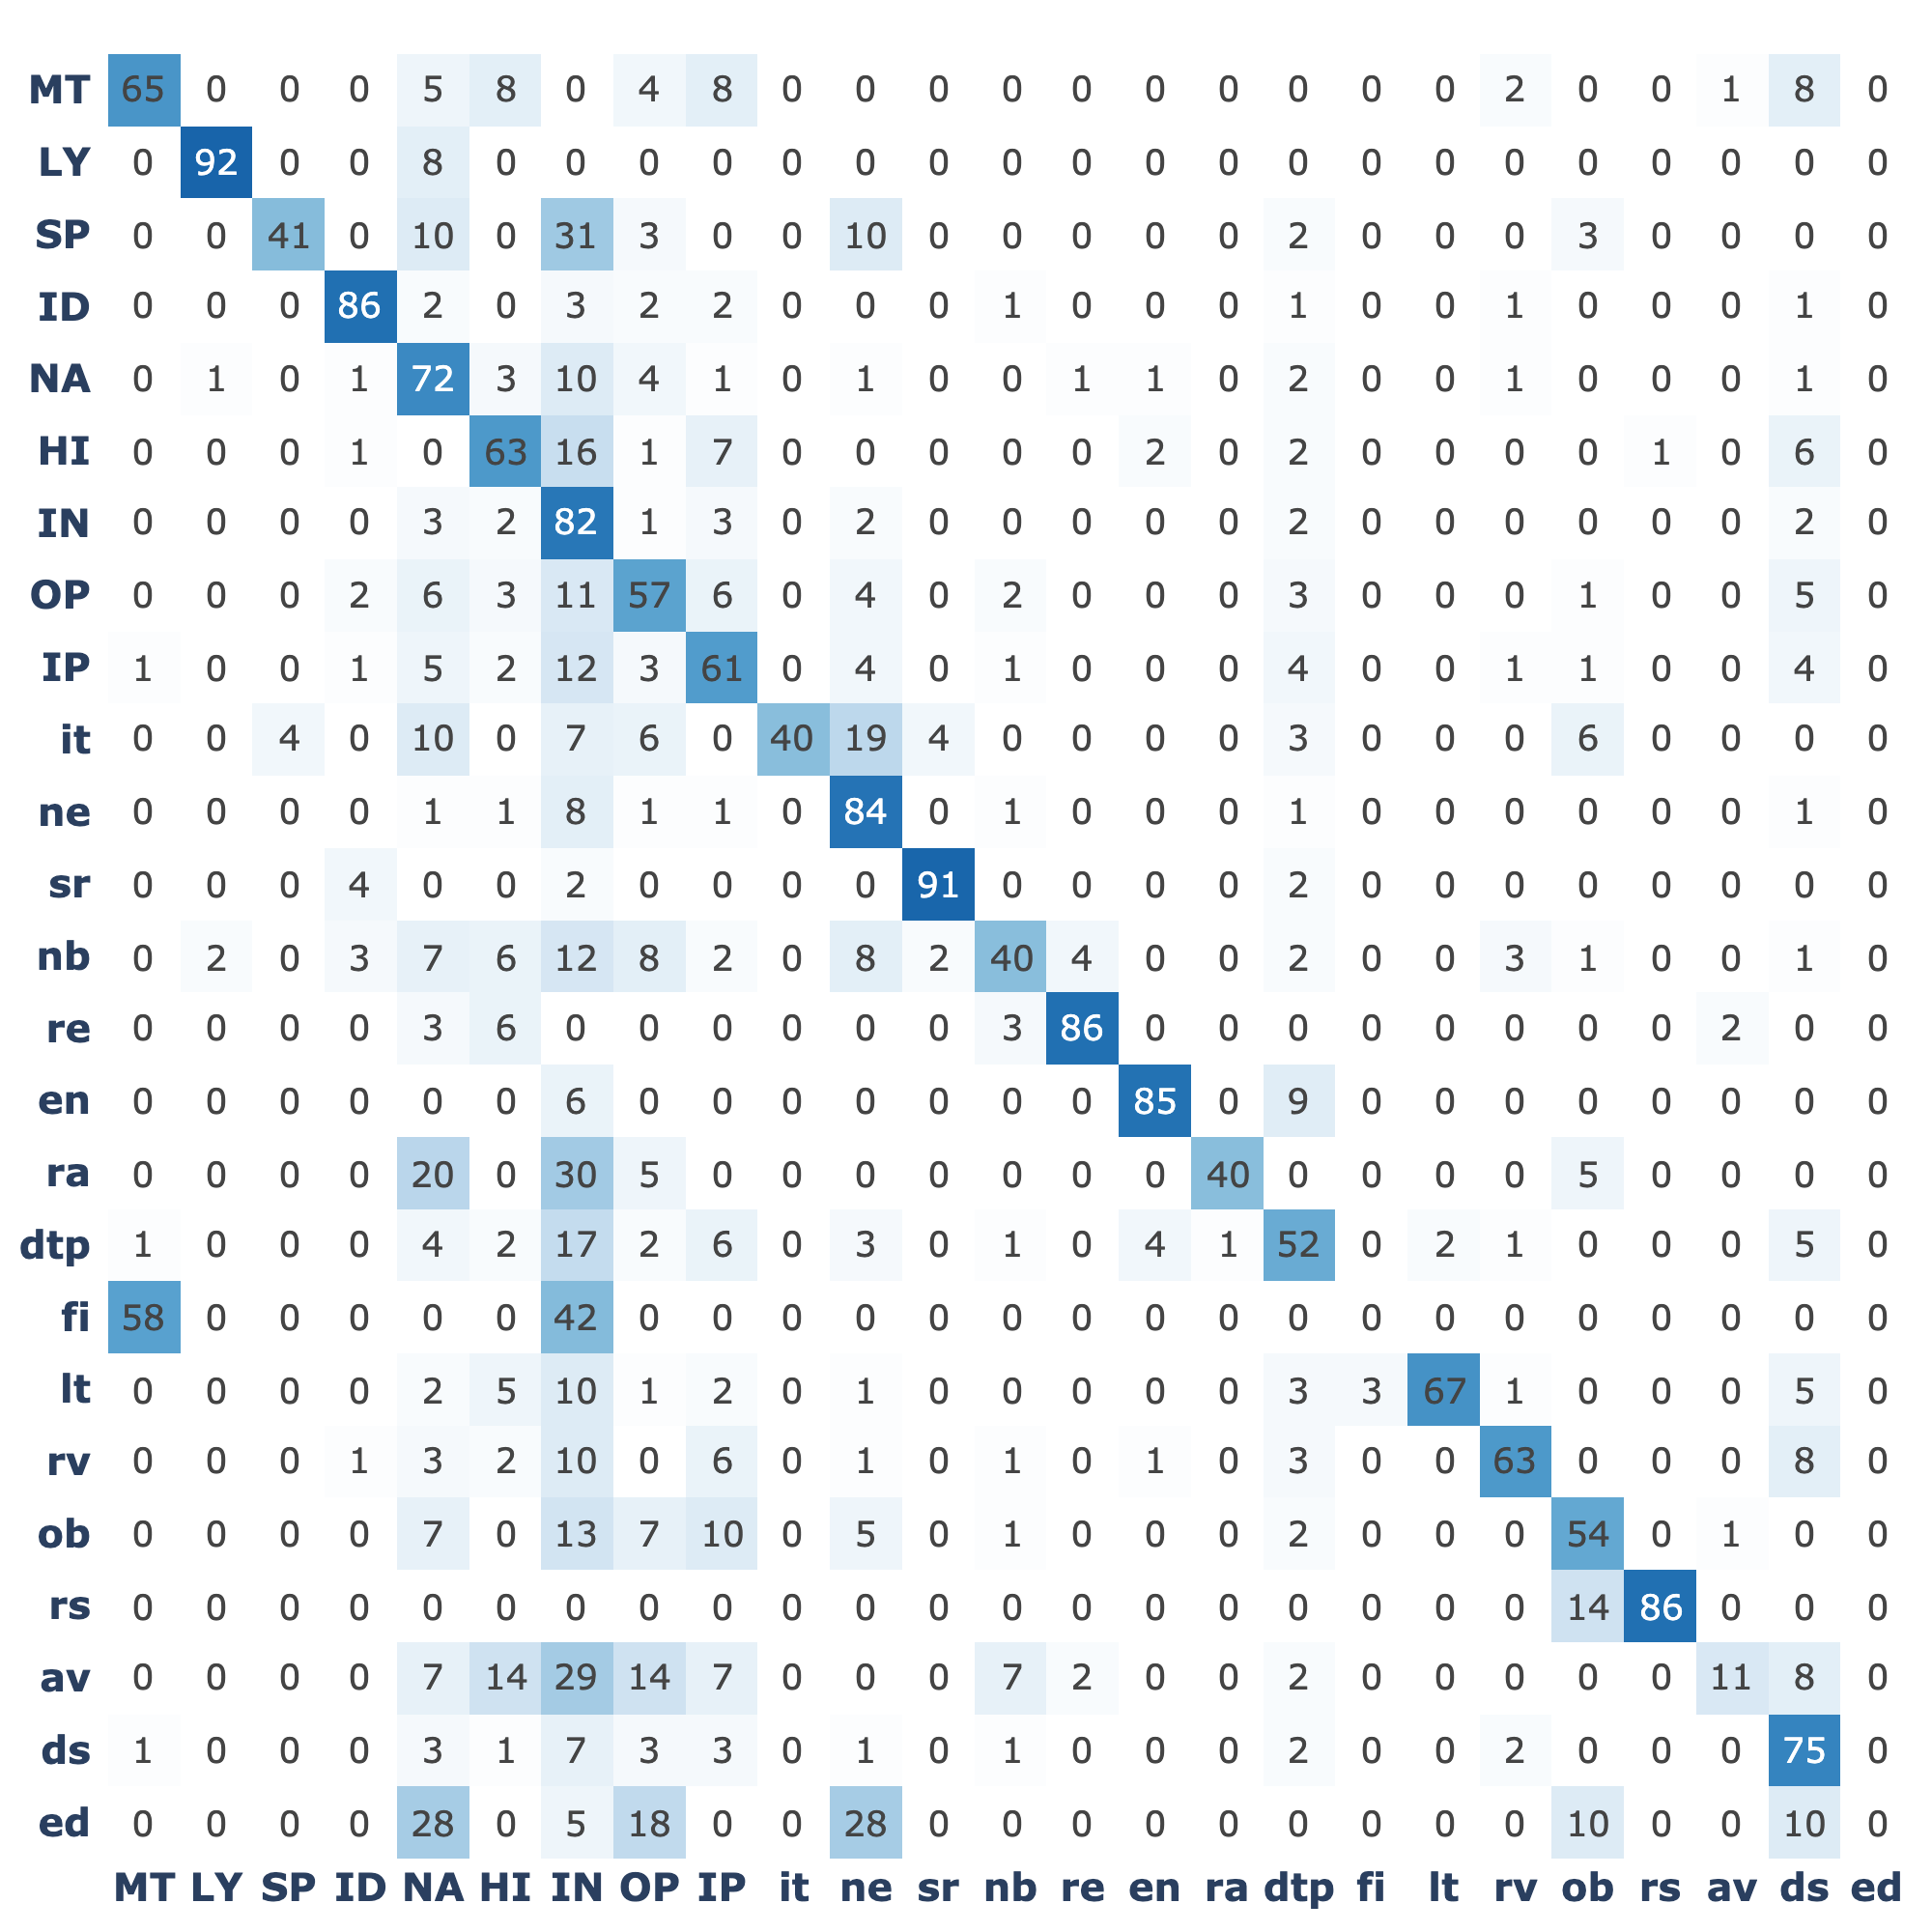 MT 65 0 0 0 5 8 0 4 8 0 0 0 0 0 0 0 0 0 0 2 0 0 1 8 0
LY 0 92 0 0 8 0 0 0 0 0 0 0 0 0 0 0 0 0 0 0 0 0 0 0 0
SP 0 0 41 0 10 0 31 3 0 0 10 0 0 0 0 0 2 0 0 0 3 0 0 0 0
ID 0 0 0 86 2 0 3 2 2 0 0 0 1 0 0 0 1 0 0 1 0 0 0 1 0
NA 0 1 0 1 72 3 10 4 1 0 1 0 0 1 1 0 2 0 0 1 0 0 0 1 0
HI 0 0 0 1 0 63 16 1 7 0 0 0 0 0 2 0 2 0 0 0 0 1 0 6 0
IN 0 0 0 0 3 2 82 1 3 0 2 0 0 0 0 0 2 0 0 0 0 0 0 2 0
OP 0 0 0 2 6 3 11 57 6 0 4 0 2 0 0 0 3 0 0 0 1 0 0 5 0
IP 1 0 0 1 5 2 12 3 61 0 4 0 1 0 0 0 4 0 0 1 1 0 0 4 0
it 0 0 4 0 10 0 7 6 0 40 19 4 0 0 0 0 3 0 0 0 6 0 0 0 0
ne 0 0 0 0 1 1 8 1 1 0 84 0 1 0 0 0 1 0 0 0 0 0 0 1 0
sr 0 0 0 4 0 0 2 0 0 0 0 91 0 0 0 0 2 0 0 0 0 0 0 0 0
nb 0 2 0 3 7 6 12 8 2 0 8 2 40 4 0 0 2 0 0 3 1 0 0 1 0
re 0 0 0 0 3 6 0 0 0 0 0 0 3 86 0 0 0 0 0 0 0 0 2 0 0
en 0 0 0 0 0 0 6 0 0 0 0 0 0 0 85 0 9 0 0 0 0 0 0 0 0
ra 0 0 0 0 20 0 30 5 0 0 0 0 0 0 0 40 0 0 0 0 5 0 0 0 0
dtp 1 0 0 0 4 2 17 2 6 0 3 0 1 0 4 1 52 0 2 1 0 0 0 5 0
fi 58 0 0 0 0 0 42 0 0 0 0 0 0 0 0 0 0 0 0 0 0 0 0 0 0
lt 0 0 0 0 2 5 10 1 2 0 1 0 0 0 0 0 3 3 67 1 0 0 0 5 0
rv 0 0 0 1 3 2 10 0 6 0 1 0 1 0 1 0 3 0 0 63 0 0 0 8 0
ob 0 0 0 0 7 0 13 7 10 0 5 0 1 0 0 0 2 0 0 0 54 0 1 0 0
rs 0 0 0 0 0 0 0 0 0 0 0 0 0 0 0 0 0 0 0 0 14 86 0 0 0
av 0 0 0 0 7 14 29 14 7 0 0 0 7 2 0 0 2 0 0 0 0 0 11 8 0
ds 1 0 0 0 3 1 7 3 3 0 1 0 1 0 0 0 2 0 0 2 0 0 0 75 0
ed 0 0 0 0 28 0 5 18 0 0 28 0 0 0 0 0 0 0 0 0 10 0 0 10 0
MT LY SP ID NA HI IN OP IP it ne sr nb re en ra dtp fi lt rv ob rs av ds ed